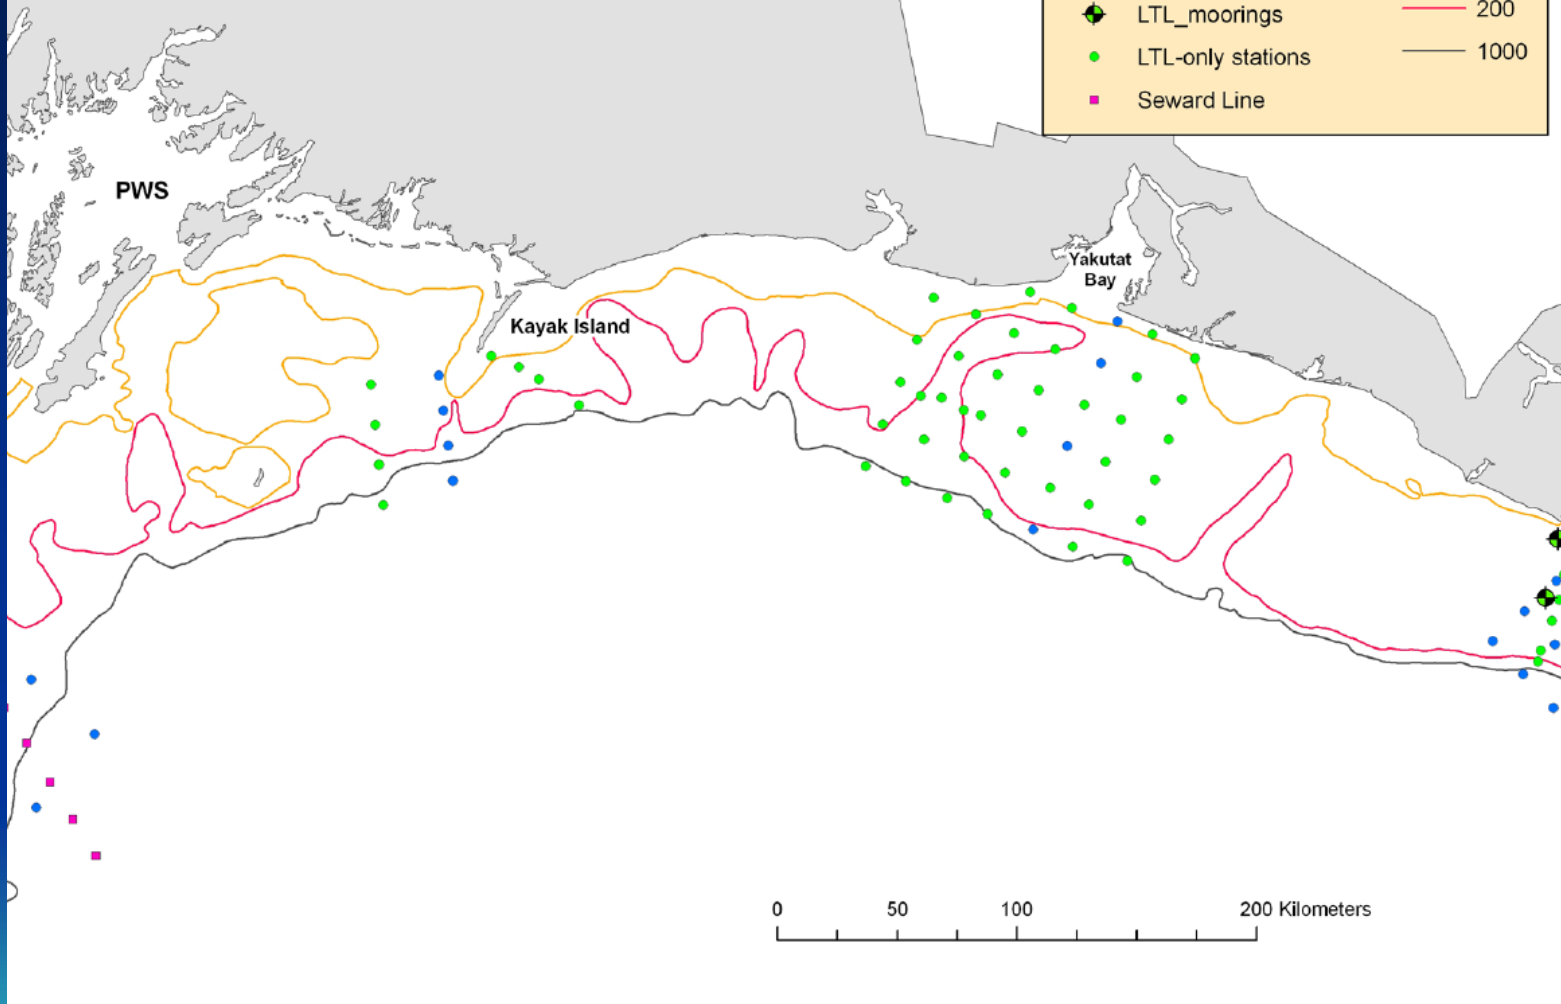 LTL_moorings
200
LTL-only stations
1000
Seward Line
PWS
Yakutat
Bay
Kayak Island
0 50 100 200 Kilometers